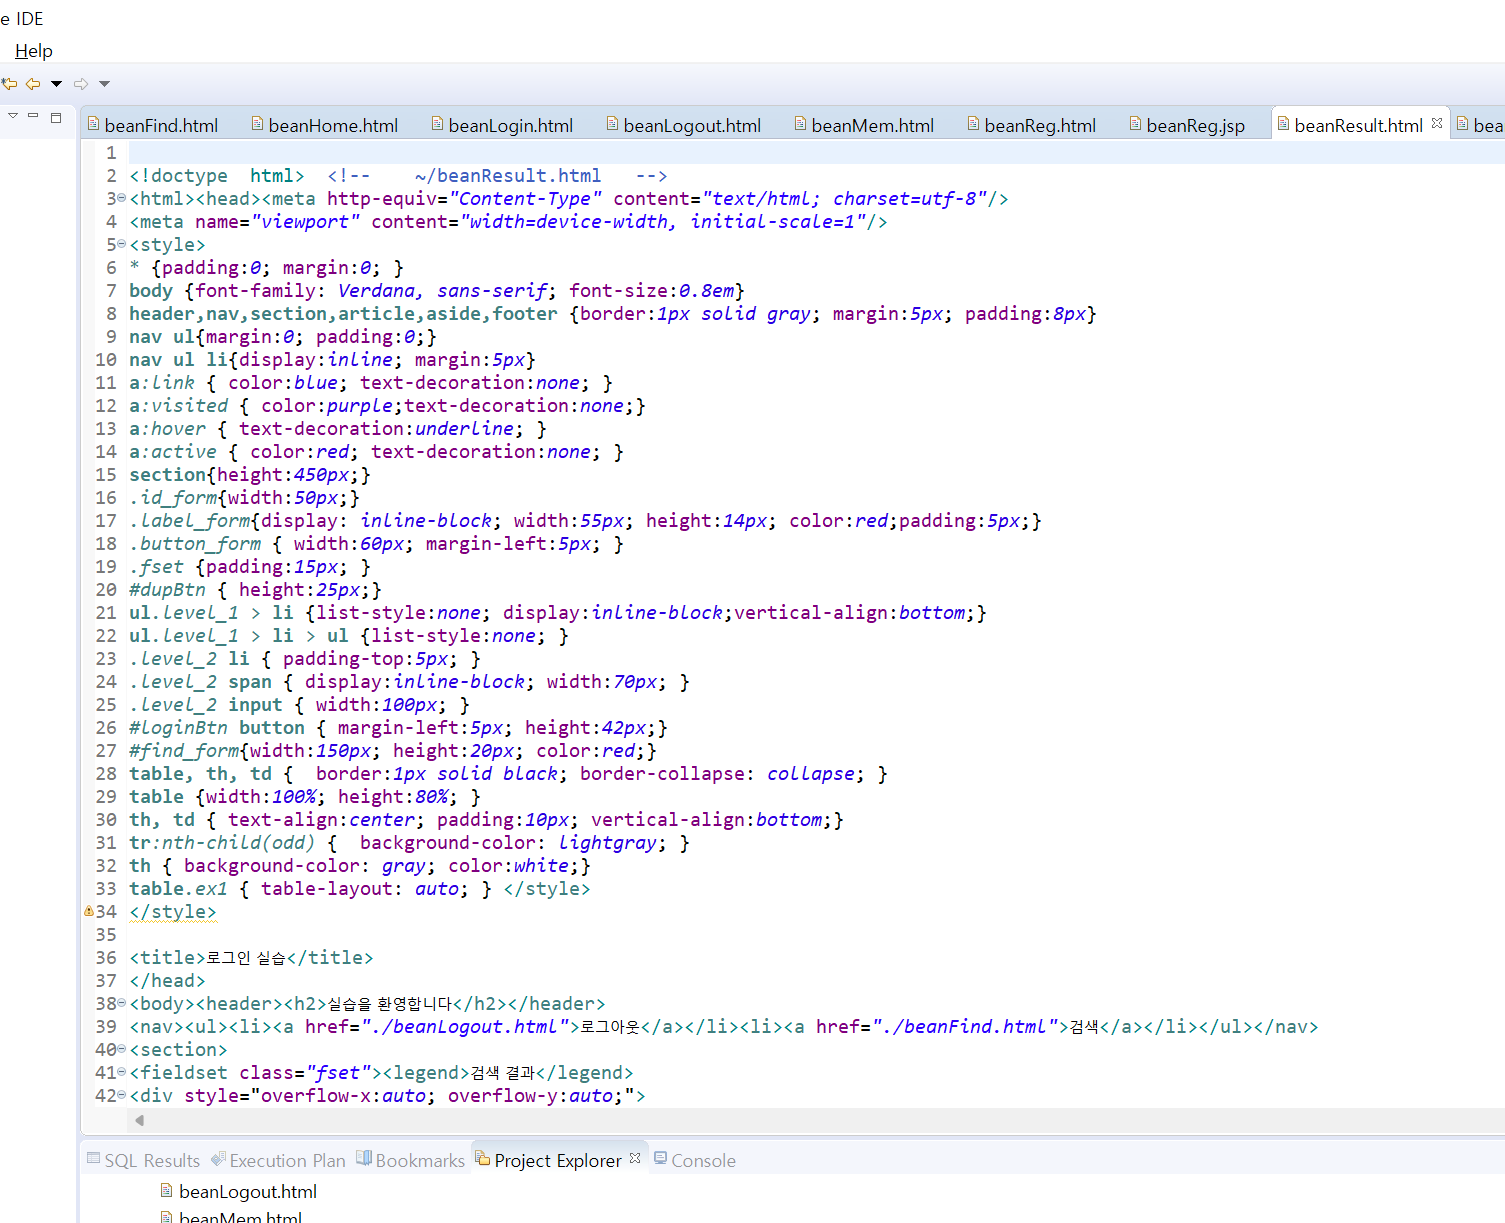 e IDE
Help
beanFind.html beanHome.html beanLogin.html beanLogout.html beanMem.html beanReg.html beanReg.jsp beanResult.html bea
1
2 <!doctype  html>  <!--    ~/beanResult.html   -->
3 <html><head><meta http-equiv="Content-Type" content="text/html; charset=utf-8"/>
4 <meta name="viewport" content="width=device-width, initial-scale=1"/>
5 <style>
6 * {padding:0; margin:0; }
7 body {font-family: Verdana, sans-serif; font-size:0.8em}
8 header,nav,section,article,aside,footer {border:1px solid gray; margin:5px; padding:8px}
9 nav ul{margin:0; padding:0;}
10 nav ul li{display:inline; margin:5px}
11 a:link { color:blue; text-decoration:none; }
12 a:visited { color:purple;text-decoration:none;}
13 a:hover { text-decoration:underline; }
14 a:active { color:red; text-decoration:none; }
15 section{height:450px;}
16 .id_form{width:50px;}
17 .label_form{display: inline-block; width:55px; height:14px; color:red;padding:5px;}
18 .button_form { width:60px; margin-left:5px; }
19 .fset {padding:15px; }
20 #dupBtn { height:25px;}
21 ul.level_1 > li {list-style:none; display:inline-block;vertical-align:bottom;}
22 ul.level_1 > li > ul {list-style:none; }
23 .level_2 li { padding-top:5px; }
24 .level_2 span { display:inline-block; width:70px; }
25 .level_2 input { width:100px; }
26 #loginBtn button { margin-left:5px; height:42px;}
27 #find_form{width:150px; height:20px; color:red;}
28 table, th, td {  border:1px solid black; border-collapse: collapse; }
29 table {width:100%; height:80%; }
30 th, td { text-align:center; padding:10px; vertical-align:bottom;}
31 tr:nth-child(odd) {  background-color: lightgray; }
32 th { background-color: gray; color:white;}
33 table.ex1 { table-layout: auto; } </style>
34 </style>
35
36 <title>로그인 실습</title>
37 </head>
38 <body><header><h2>실습을 환영합니다</h2></header>
39 <nav><ul><li><a href="./beanLogout.html">로그아웃</a></li><li><a href="./beanFind.html">검색</a></li></ul></nav>
40 <section>
41 <fieldset class="fset"><legend>검색 결과</legend>
42 <div style="overflow-x:auto; overflow-y:auto;">
SQL Results Execution Plan Bookmarks Project Explorer Console
beanLogout.html
beanMem.html